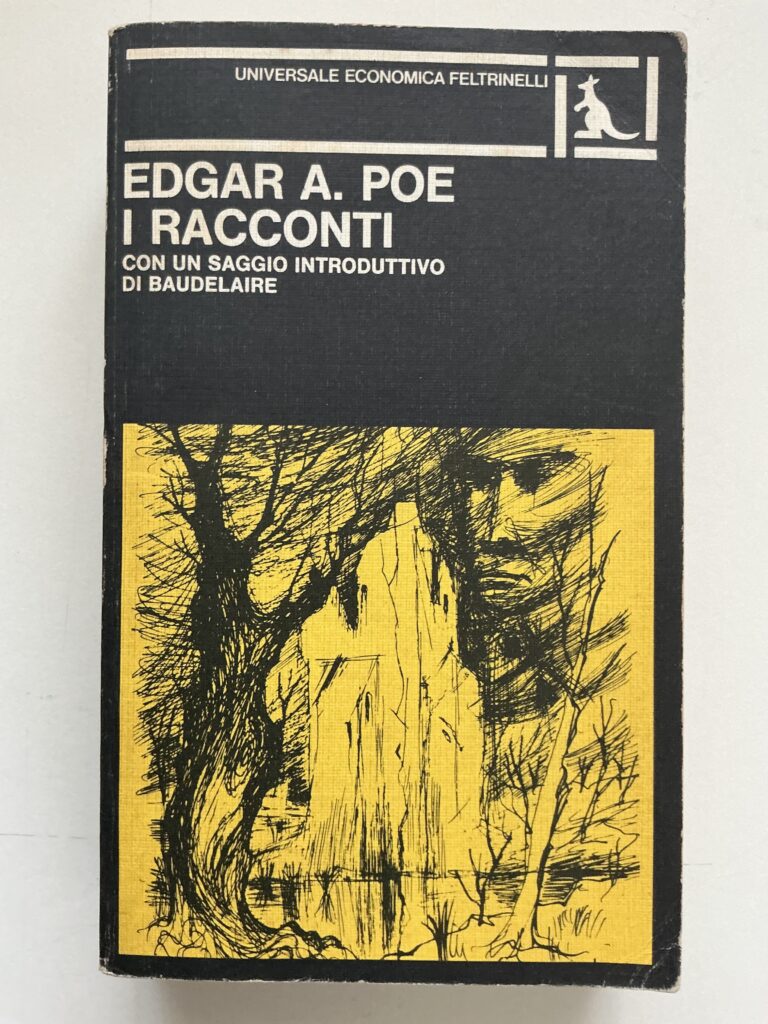 UNIVERSALE ECONOMICA FELTRINELLI
EDGAR A. POE
I RACCONTI
CON UN SAGGIO INTRODUTTIVO
DI BAUDELAIRE